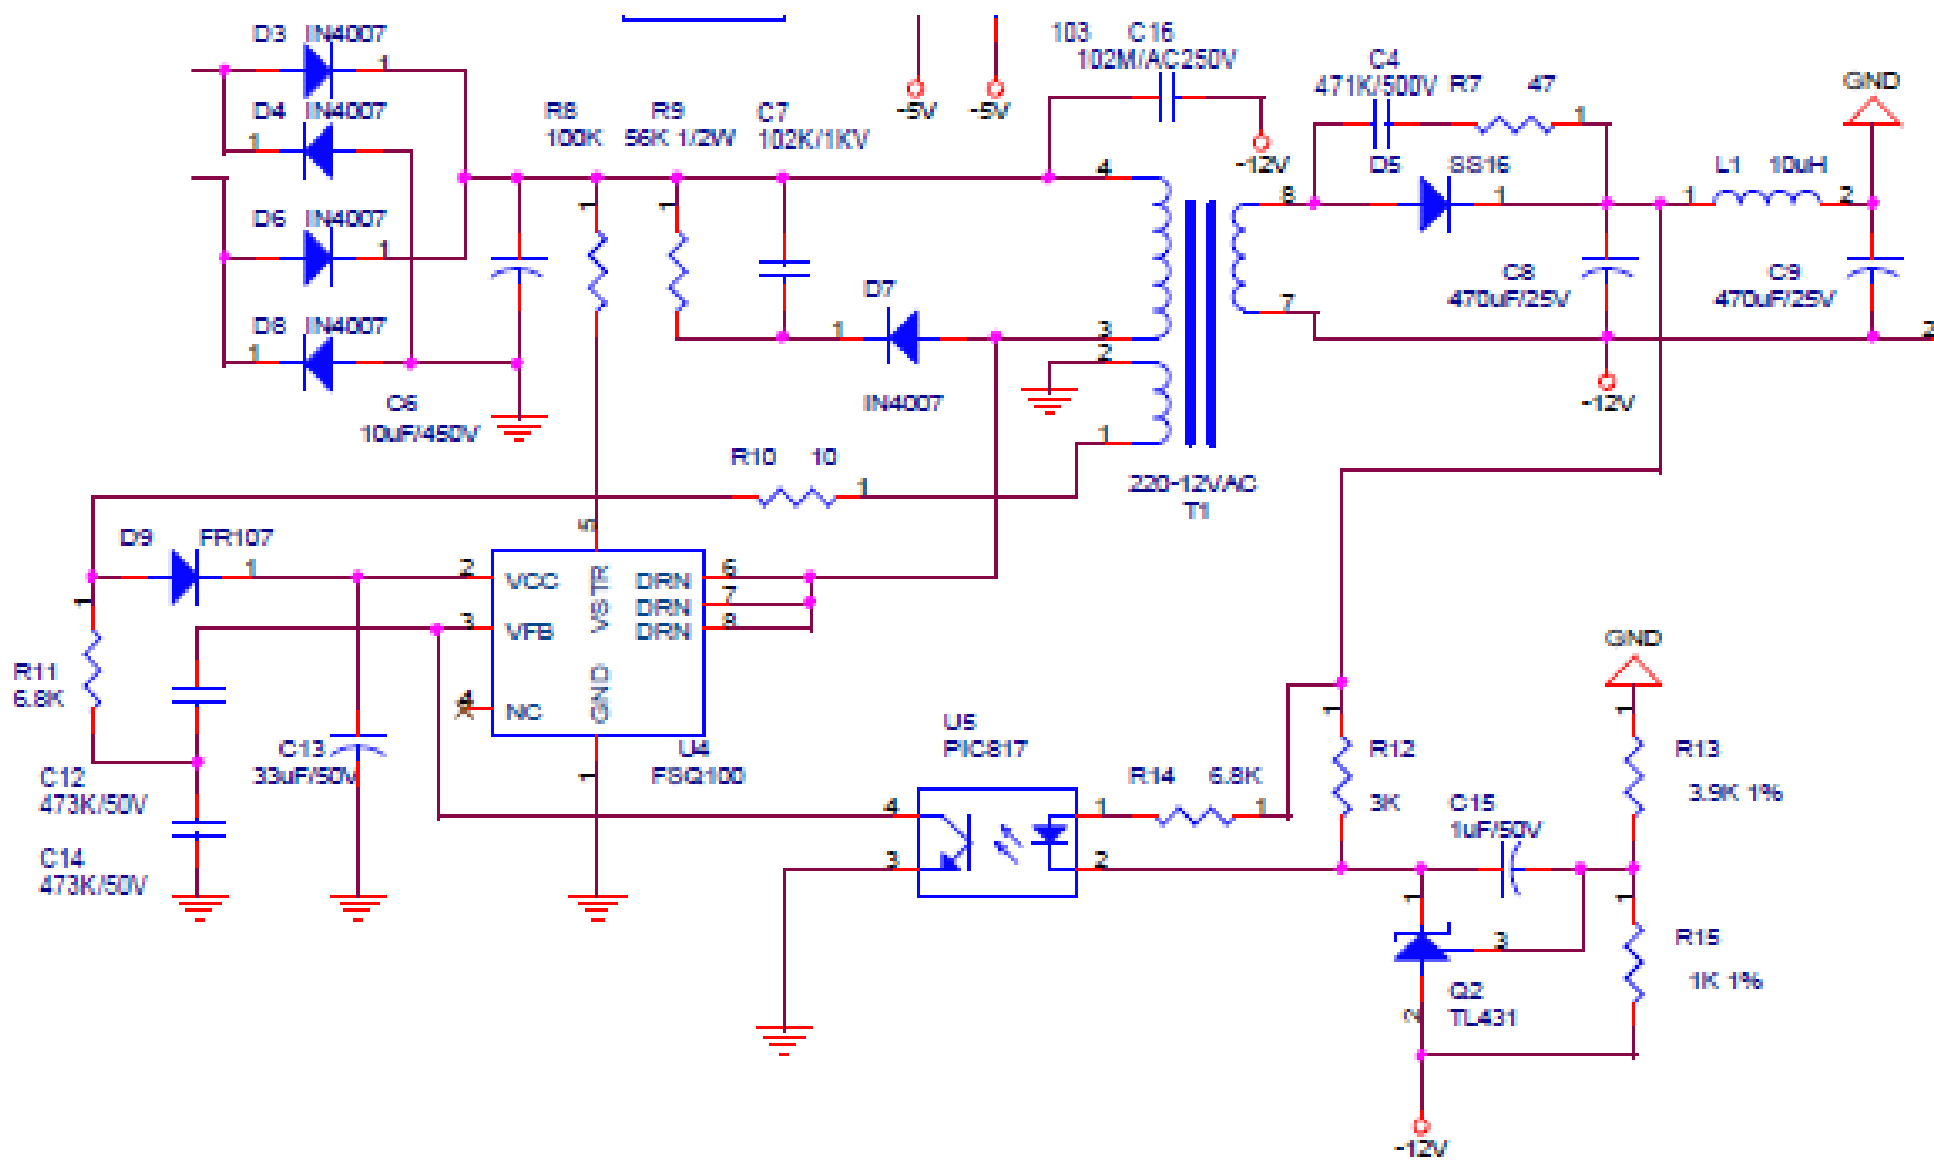 D3 IN4007
1
D4 IN4007
1
D6 IN4007
1
D8 IN4007
1
C6
10uF/450V
R8
100K
1
R9
56K 1/2W
1
C7
102K/1KV
-5V
-5V
103 C16
102M/AC250V
-12V
C4
471K/500V
R7 47
1
GND
D5 SS16
1
L1 10uH
1
2
4
3
2
1
8
7
C8
470uF/25V
C9
470uF/25V
2
-12V
D7
1
IN4007
R10 10
1
220-12VAC
T1
D9 FR107
1
5
2 VCC
3 VFB
4 NC
VSTR
GND
DRN 6
DRN 7
DRN 8
1
U4
FSQ100
1
R11
6.8K
C13
33uF/50V
C12
473K/50V
C14
473K/50V
U5
PIC817
4
3
1
2
R14 6.8K
1
1
R12
3K
GND
1
R13
3.9K 1%
C15
1uF/50V
1
3
2
Q2
TL431
1
R15
1K 1%
-12V